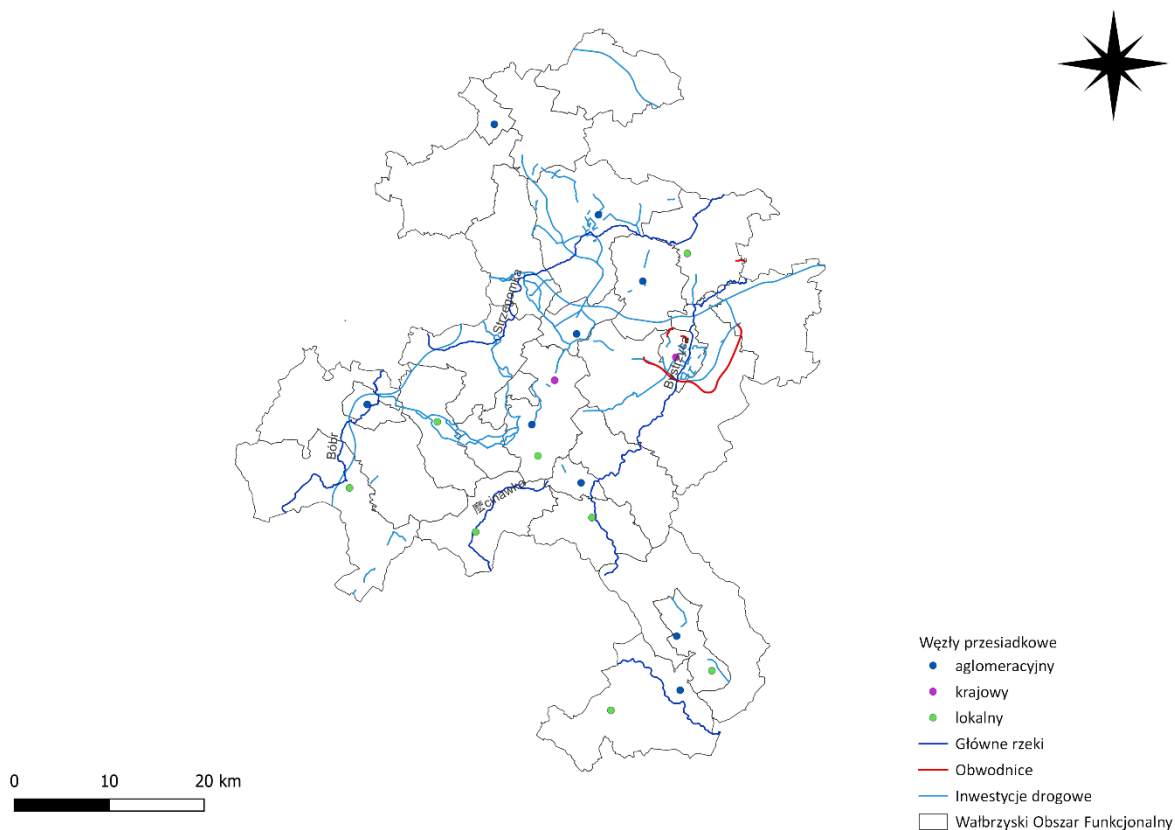 Strzegomka
Bóbr
Węzły przesiadkowe
aglomeracyjny
krajowy
lokalny
Główne rzeki
Obwodnice
Inwestycje drogowe
Wałbrzyski Obszar Funkcjonalny
0 10 20 km